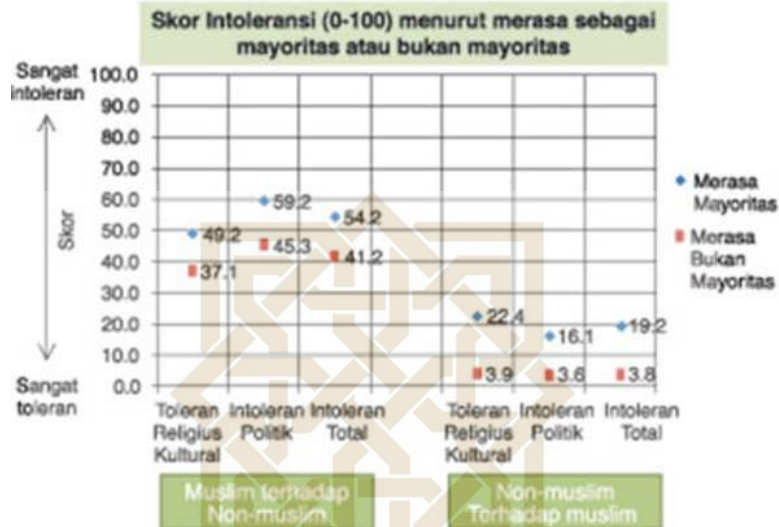 Skor Intoleransi (0-100) menurut merasa sebagai
mayoritas atau bukan mayoritas
Sangat
intoleran
Skor
Sangat
toleran
100.0
90.0
80.0
70.0
60.0
50.0
40.0
30.0
20.0
10.0
0.0
49.2
59.2
54.2
37.1
45.3
41.2
22.4
16.1
19.2
3.9
3.6
3.8
Merasa
Mayoritas
Merasa
Bukan
Mayoritas
Toleran
Religius
Kultural
Intoleran
Politik
Intoleran
Total
Toleran
Religius
Kultural
Intoleran
Politik
Intoleran
Total
Muslim terhadap
Non-muslim
Non-muslim
Terhadap muslim